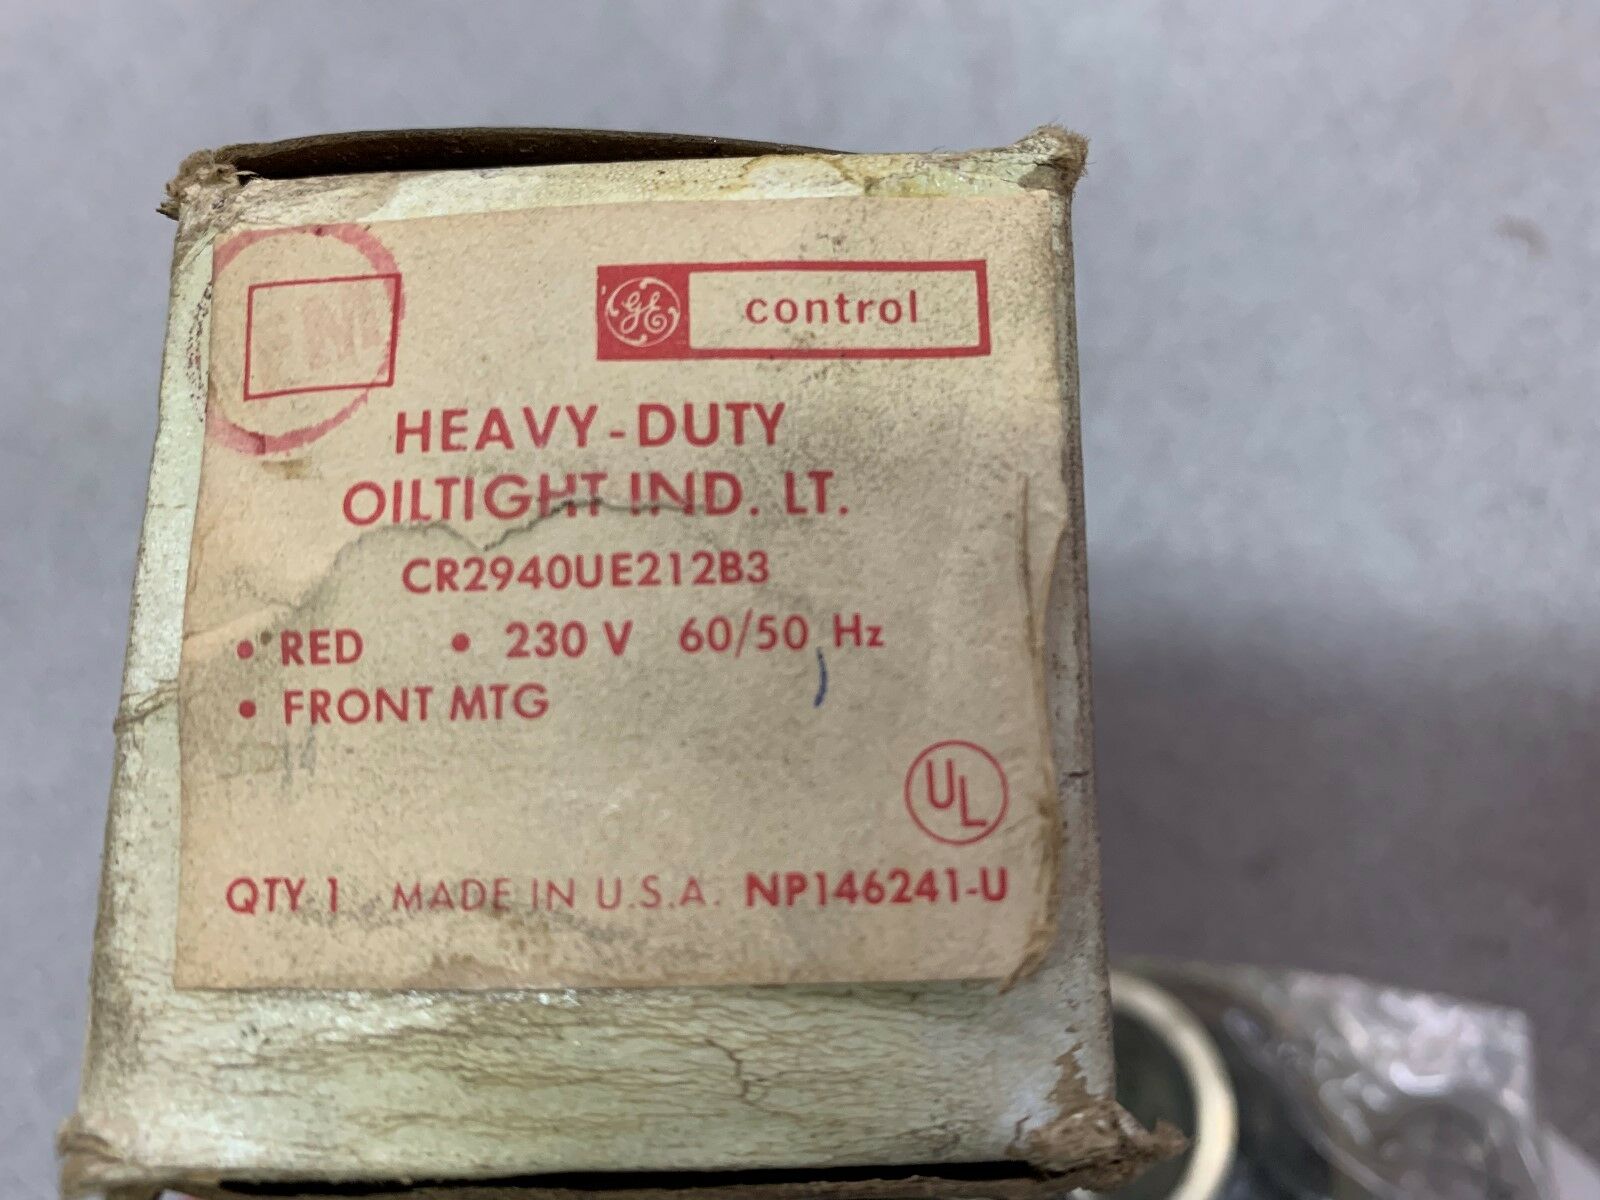 GE control
HEAVY-DUTY
OILTIGHT IND. LT.
CR2940UE212B3
• RED • 230 V 60/50 Hz
• FRONT MTG
UL
QTY 1 MADE IN U.S.A. NP146241-U